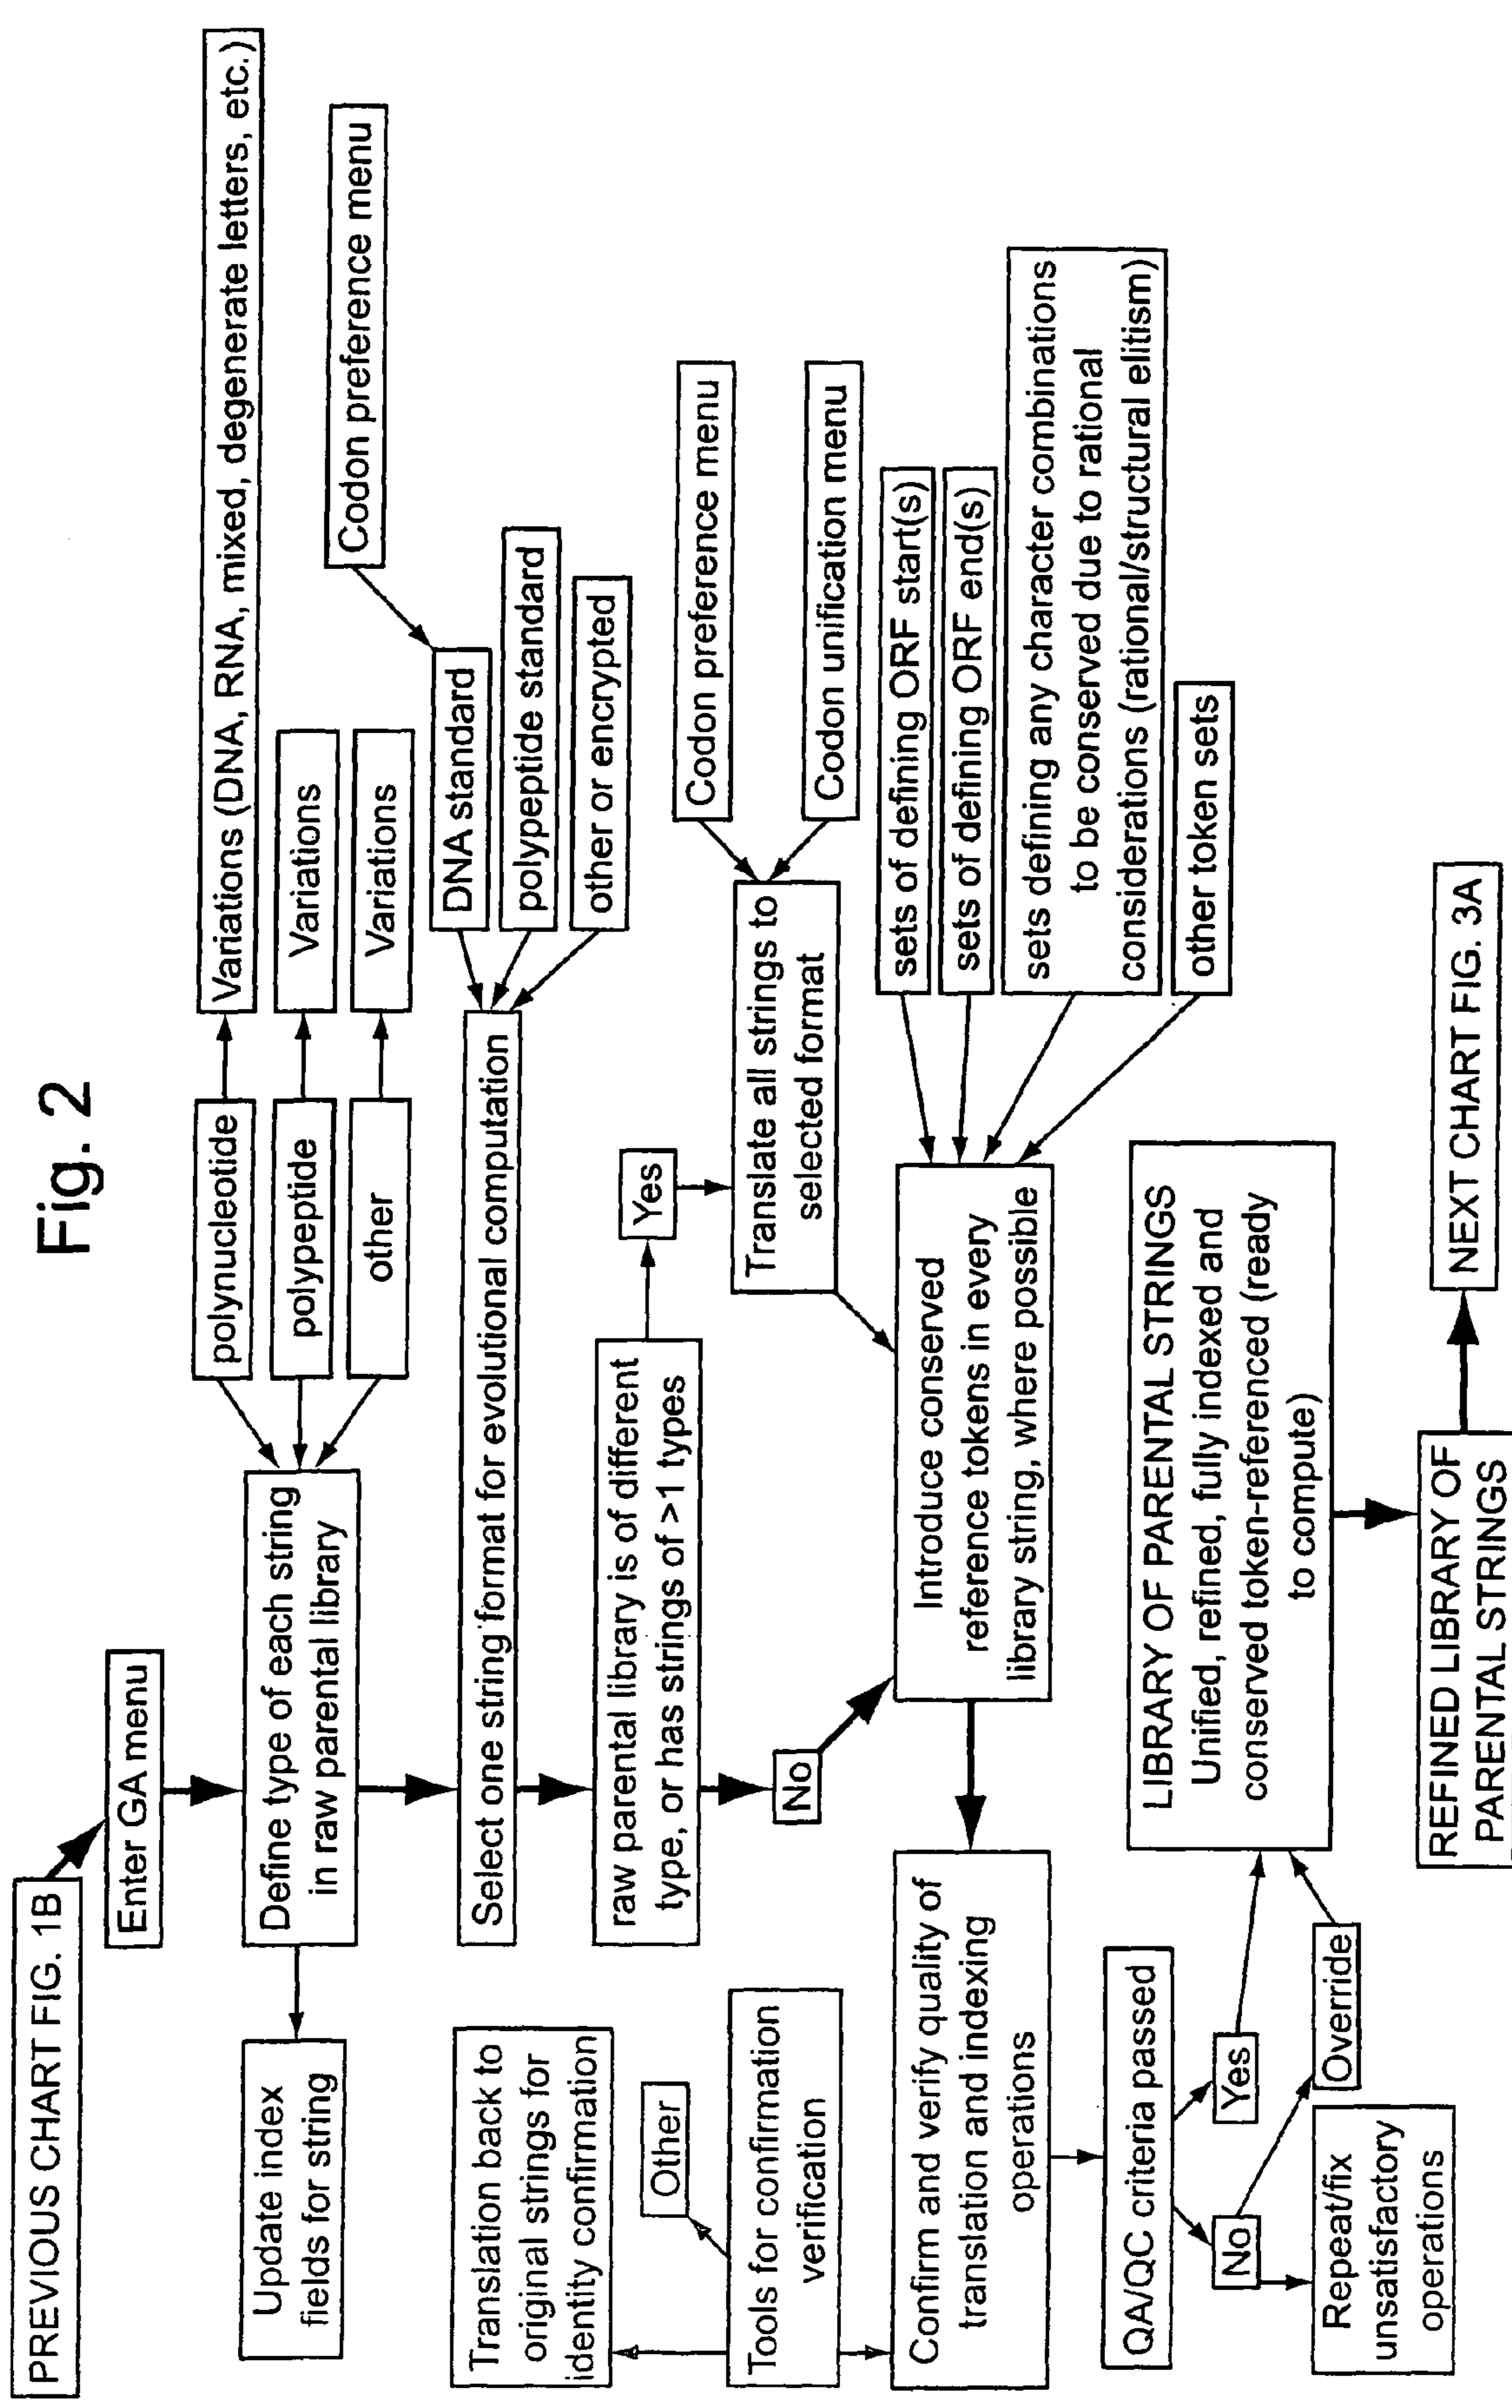 Fig. 2
PREVIOUS CHART FIG. 1B
Enter GA menu
Update index
fields for string
Define type of each string
in raw parental library
polynucleotide
polypeptide
other
Variations (DNA, RNA, mixed, degenerate letters, etc.)
Variations
Variations
Codon preference menu
Select one string format for evolutional computation
DNA standard
polypeptide standard
other or encrypted
raw parental library is of different
type, or has strings of >1 types
Yes
No
Translate all strings to
selected format
Codon preference menu
Codon unification menu
Translation back to
original strings for
identity confirmation
Other
Tools for confirmation
verification
Introduce conserved
reference tokens in every
library string, where possible
sets of defining ORF start(s)
sets of defining ORF end(s)
sets defining any character combinations
to be conserved due to rational
considerations (rational/structural elitism)
other token sets
Confirm and verify quality of
translation and indexing
operations
QA/QC criteria passed
Yes
No
Override
Repeat/fix
unsatisfactory
operations
LIBRARY OF PARENTAL STRINGS
Unified, refined, fully indexed and
conserved token-referenced (ready
to compute)
REFINED LIBRARY OF
PARENTAL STRINGS
NEXT CHART FIG. 3A